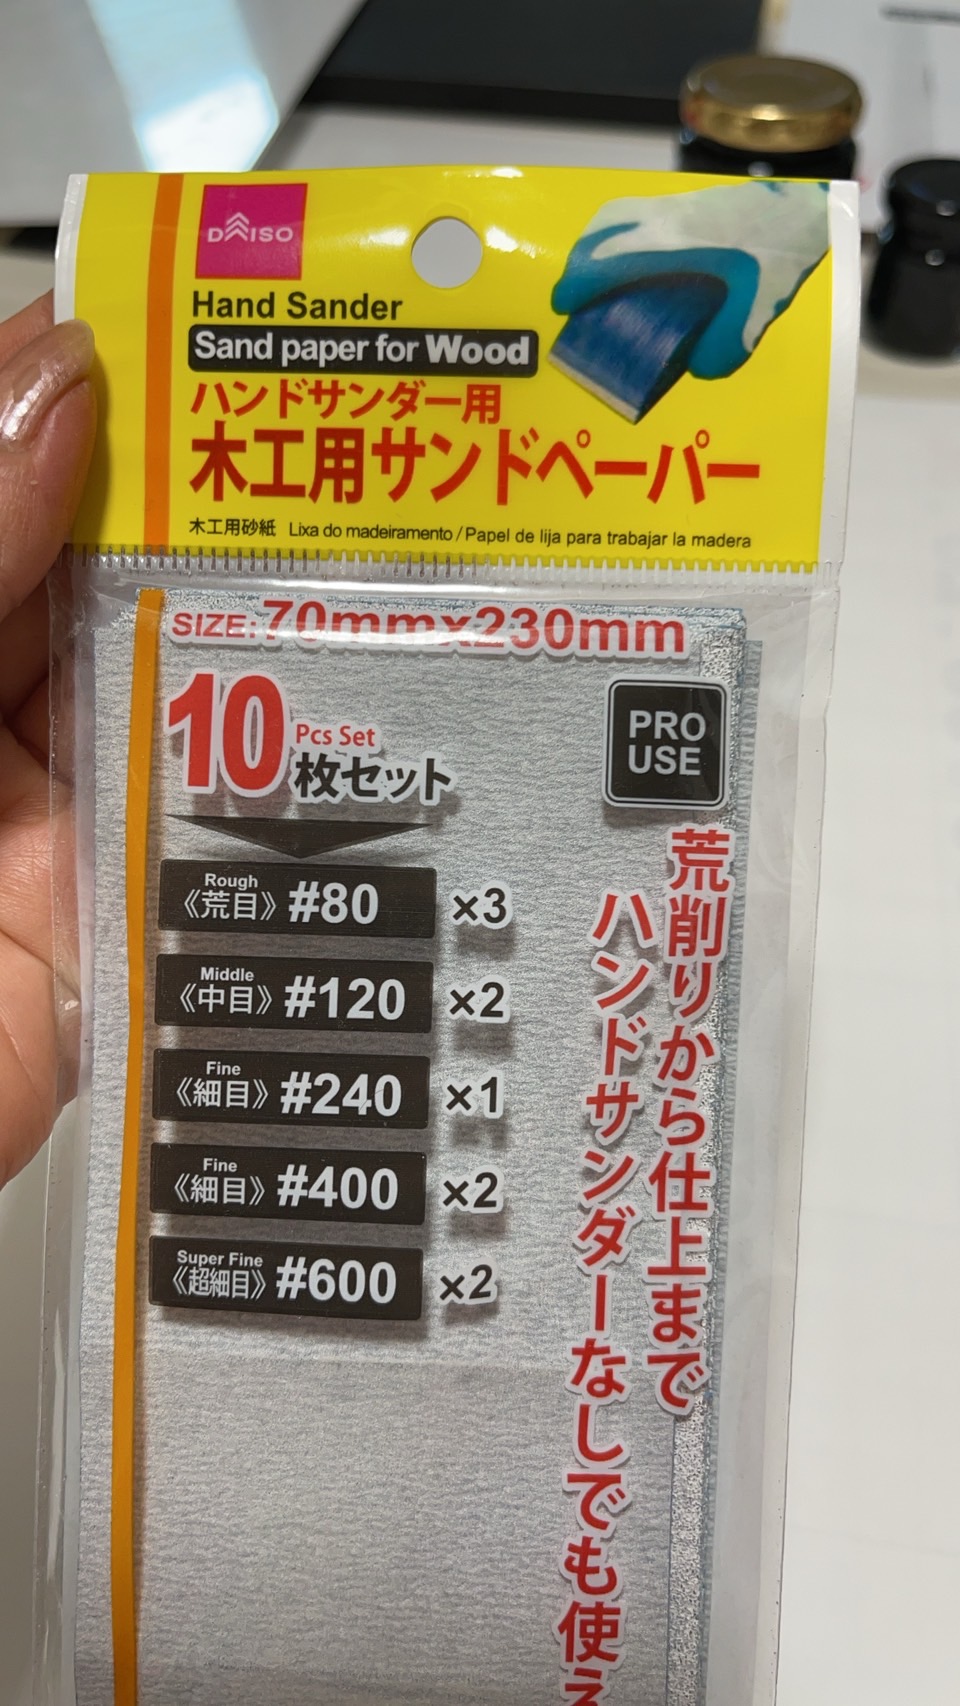 DAISO
Hand Sander
Sand paper for Wood
ハンドサンダー用
木工用サンドペーパー
木工用砂紙 Lixa do madeiramento / Papel de lija para trabajar la madera
SIZE:70mm×230mm
10 Pcs Set
枚セット
PRO
USE
Rough
《荒目》 #80 ×3
Middle
《中目》 #120 ×2
Fine
《細目》 #240 ×1
Fine
《細目》 #400 ×2
Super Fine
《超細目》 #600 ×2
荒削りから仕上まで
ハンドサンダーなしでも使え